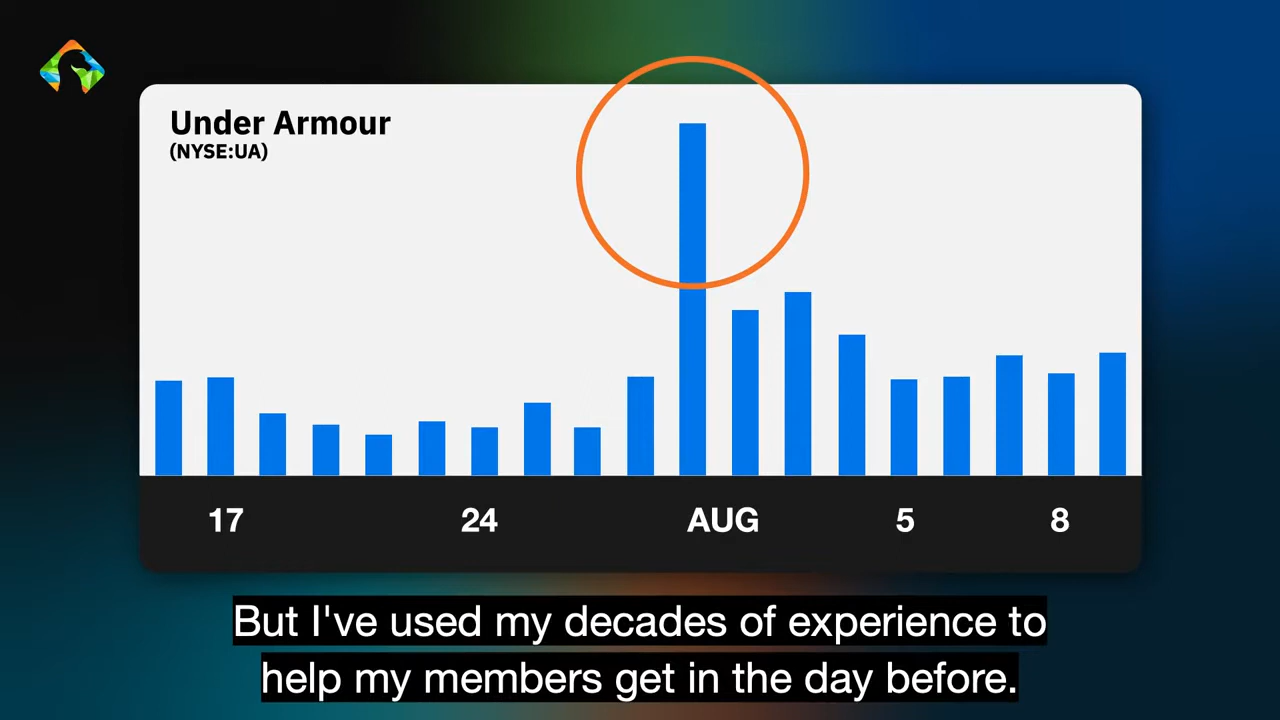 Under Armour
(NYSE:UA)
17 24 AUG 5 8
But I've used my decades of experience to
help my members get in the day before.